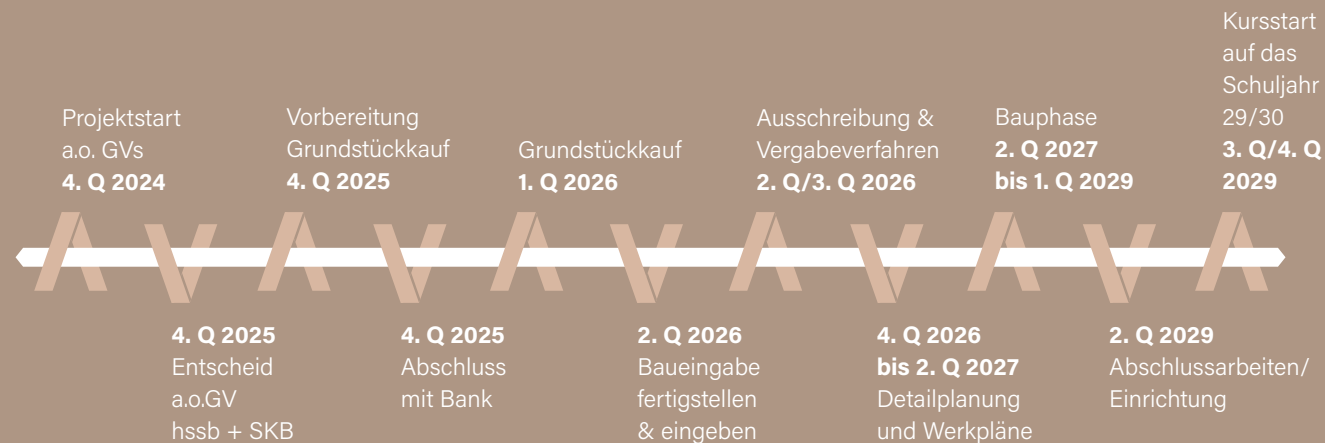 Projektstart
a.o. GVs
4. Q 2024
4. Q 2025
Entscheid
a.o.GV
hssb + SKB
Vorbereitung
Grundstückkauf
4. Q 2025
4. Q 2025
Abschluss
mit Bank
Grundstückkauf
1. Q 2026
2. Q 2026
Baueingabe
fertigstellen
& eingeben
Ausschreibung &
Vergabeverfahren
2. Q/3. Q 2026
4. Q 2026
bis 2. Q 2027
Detailplanung
und Werkpläne
Bauphase
2. Q 2027
bis 1. Q 2029
2. Q 2029
Abschlussarbeiten/
Einrichtung
Kursstart
auf das
Schuljahr
29/30
3. Q/4. Q
2029